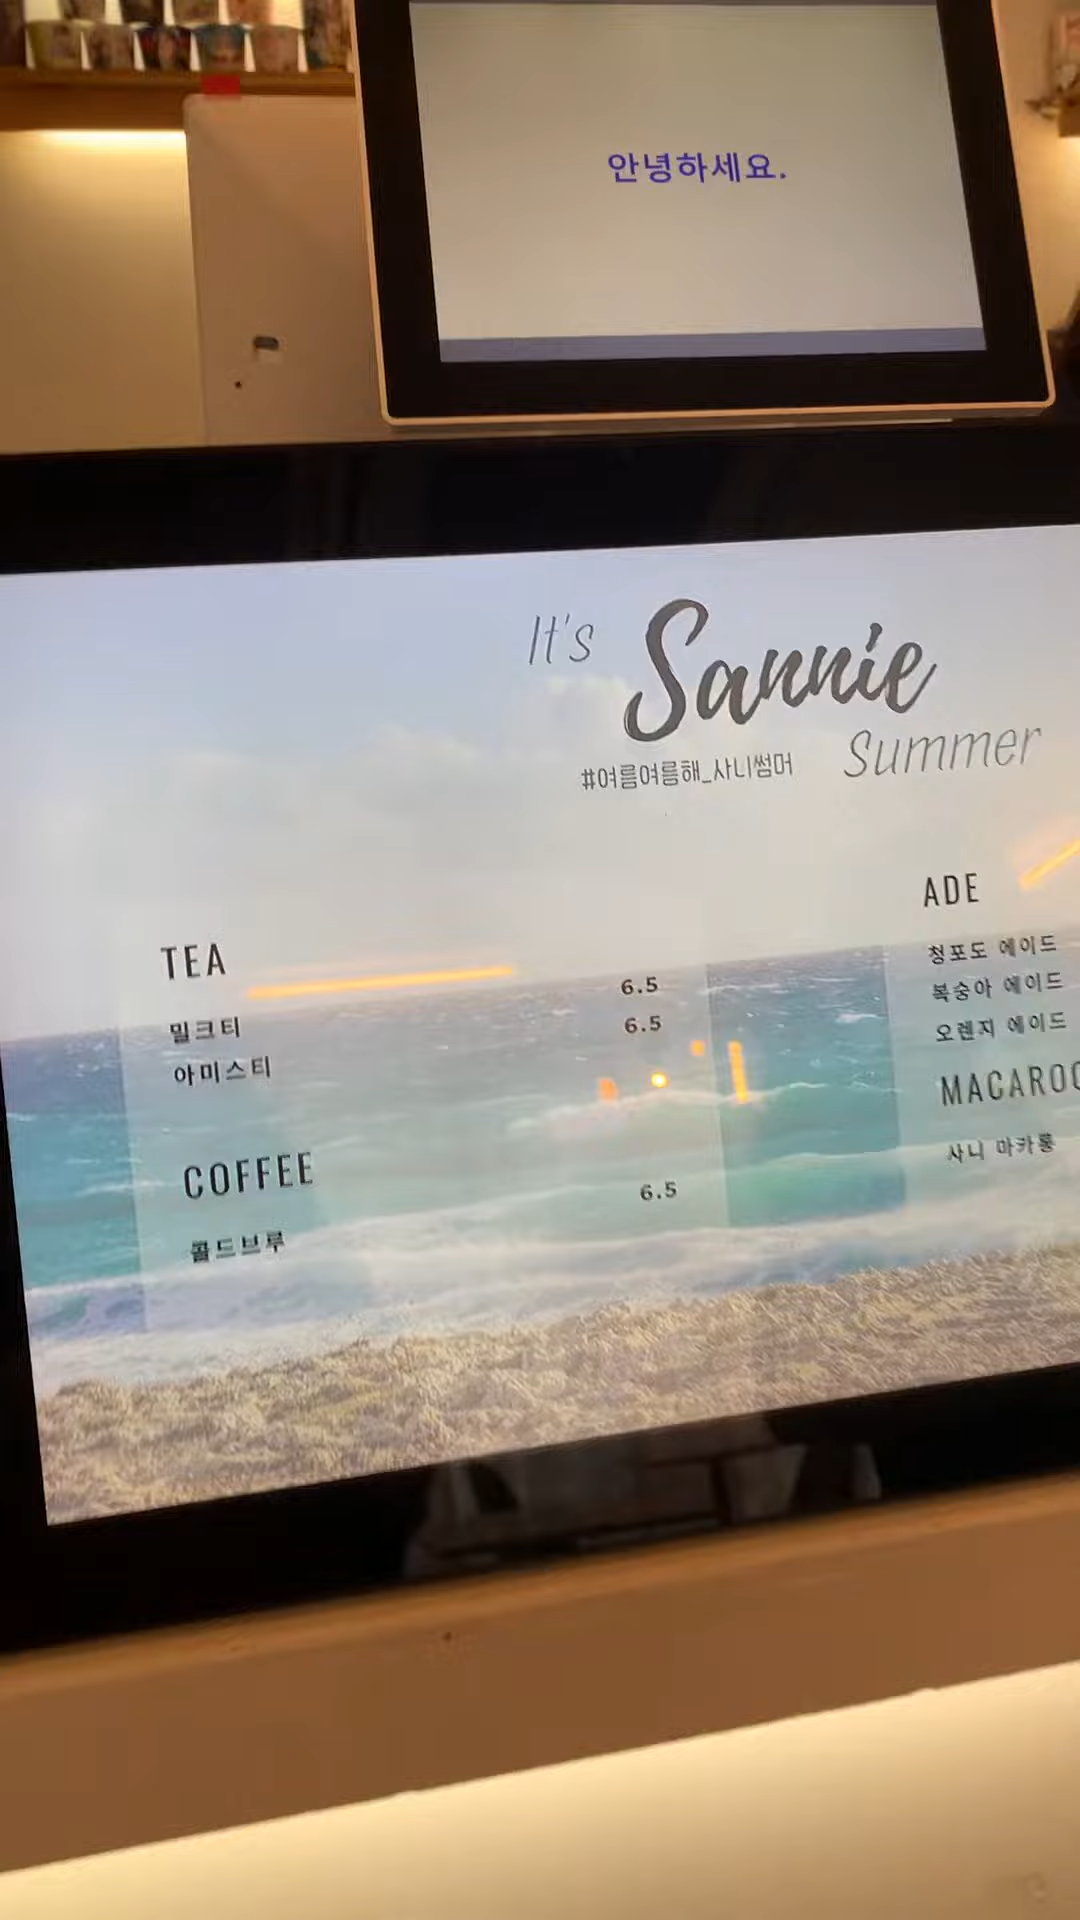 안녕하세요.
It's Sannie
Summer
#여름여름해_사니썸머
TEA
밀크티 6.5
아미스티 6.5
COFFEE
콜드브루 6.5
ADE
청포도 에이드
복숭아 에이드
오렌지 에이드
MACAROO
사니 마카롱